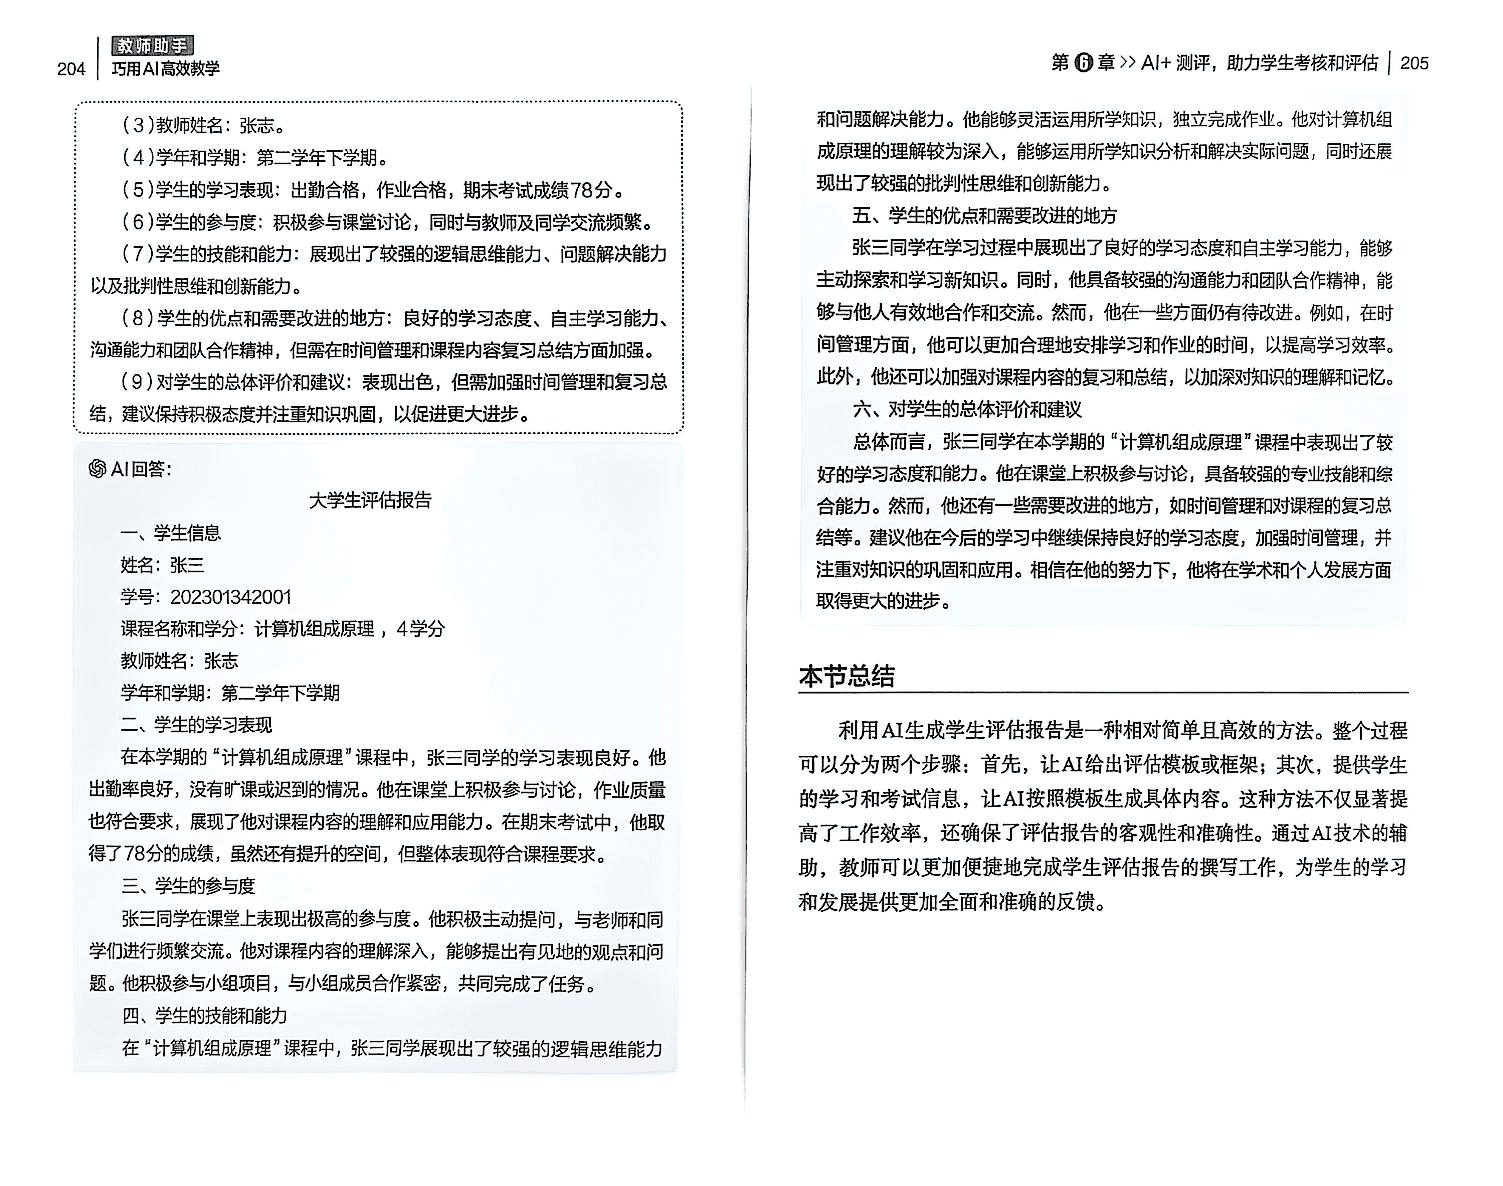 204
教师助手
巧用AI高效教学
(3)教师姓名：张志。
(4)学年和学期：第二学年下学期。
(5)学生的学习表现：出勤合格，作业合格，期末考试成绩78分。
(6)学生的参与度：积极参与课堂讨论，同时与教师及同学交流频繁。
(7)学生的技能和能力：展现出了较强的逻辑思维能力、问题解决能力
以及批判性思维和创新能力。
(8)学生的优点和需要改进的地方：良好的学习态度、自主学习能力、
沟通能力和团队合作精神，但需在时间管理和课程内容复习总结方面加强。
(9)对学生的总体评价和建议：表现出色，但需加强时间管理和复习总
结，建议保持积极态度并注重知识巩固，以促进更大进步。
AI回答：
大学生评估报告
一、学生信息
姓名：张三
学号：202301342001
课程名称和学分：计算机组成原理，4学分
教师姓名：张志
学年和学期：第二学年下学期
二、学生的学习表现
在本学期的“计算机组成原理”课程中，张三同学的学习表现良好。他
出勤率良好，没有旷课或迟到的情况。他在课堂上积极参与讨论，作业质量
也符合要求，展现了他对课程内容的理解和应用能力。在期末考试中，他取
得了78分的成绩，虽然还有提升的空间，但整体表现符合课程要求。
三、学生的参与度
张三同学在课堂上表现出极高的参与度。他积极主动提问，与老师和同
学们进行频繁交流。他对课程内容的理解深入，能够提出有见地的观点和问
题。他积极参与小组项目，与小组成员合作紧密，共同完成了任务。
四、学生的技能和能力
在“计算机组成原理”课程中，张三同学展现出了较强的逻辑思维能力
第6章>>AI+测评，助力学生考核和评估
205
和问题解决能力。他能够灵活运用所学知识，独立完成作业。他对计算机组
成原理的理解较为深入，能够运用所学知识分析和解决实际问题，同时还展
现出了较强的批判性思维和创新能力。
五、学生的优点和需要改进的地方
张三同学在学习过程中展现出了良好的学习态度和自主学习能力，能够
主动探索和学习新知识。同时，他具备较强的沟通能力和团队合作精神，能
够与他人有效地合作和交流。然而，他在一些方面仍有待改进。例如，在时
间管理方面，他可以更加合理地安排学习和作业的时间，以提高学习效率。
此外，他还可以加强对课程内容的复习和总结，以加深对知识的理解和记忆。
六、对学生的总体评价和建议
总体而言，张三同学在本学期的“计算机组成原理”课程中表现出了较
好的学习态度和能力。他在课堂上积极参与讨论，具备较强的专业技能和综
合能力。然而，他还有一些需要改进的地方，如时间管理和对课程的复习总
结等。建议他在今后的学习中继续保持良好的学习态度，加强时间管理，并
注重对知识的巩固和应用。相信在他的努力下，他将在学术和个人发展方面
取得更大的进步。
本节总结
利用AI生成学生评估报告是一种相对简单且高效的方法。整个过程
可以分为两个步骤：首先，让AI给出评估模板或框架；其次，提供学生
的学习和考试信息，让AI按照模板生成具体内容。这种方法不仅显著提
高了工作效率，还确保了评估报告的客观性和准确性。通过AI技术的辅
助，教师可以更加便捷地完成学生评估报告的撰写工作，为学生的学习
和发展提供更加全面和准确的反馈。